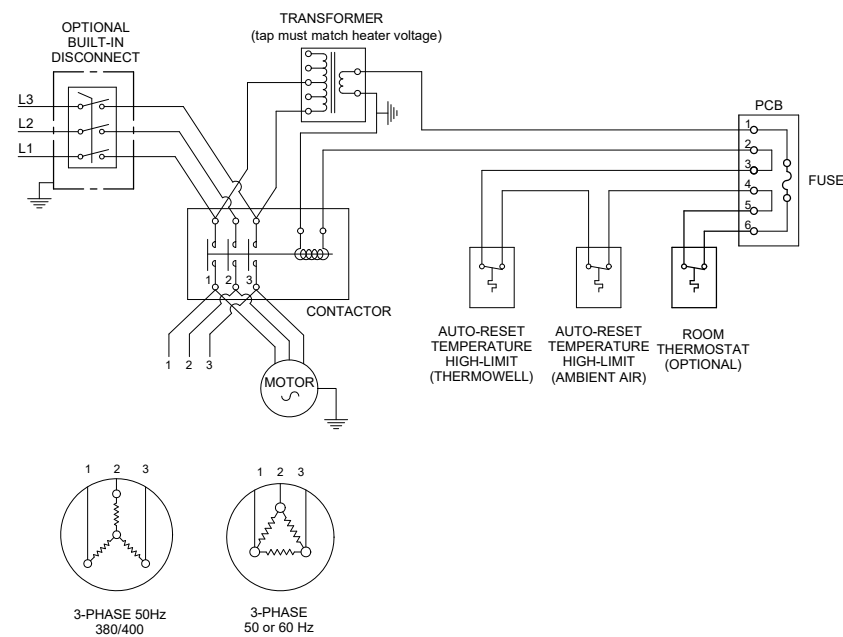 OPTIONAL
BUILT-IN
DISCONNECT
TRANSFORMER
(tap must match heater voltage)
L3
L2
L1
PCB
1
2
3
4
5
6
FUSE
1 2 3
CONTACTOR
1 2 3
MOTOR
AUTO-RESET
TEMPERATURE
HIGH-LIMIT
(THERMOWELL)
AUTO-RESET
TEMPERATURE
HIGH-LIMIT
(AMBIENT AIR)
ROOM
THERMOSTAT
(OPTIONAL)
1 2 3
3-PHASE 50Hz
380/400
1 2 3
3-PHASE
50 or 60 Hz